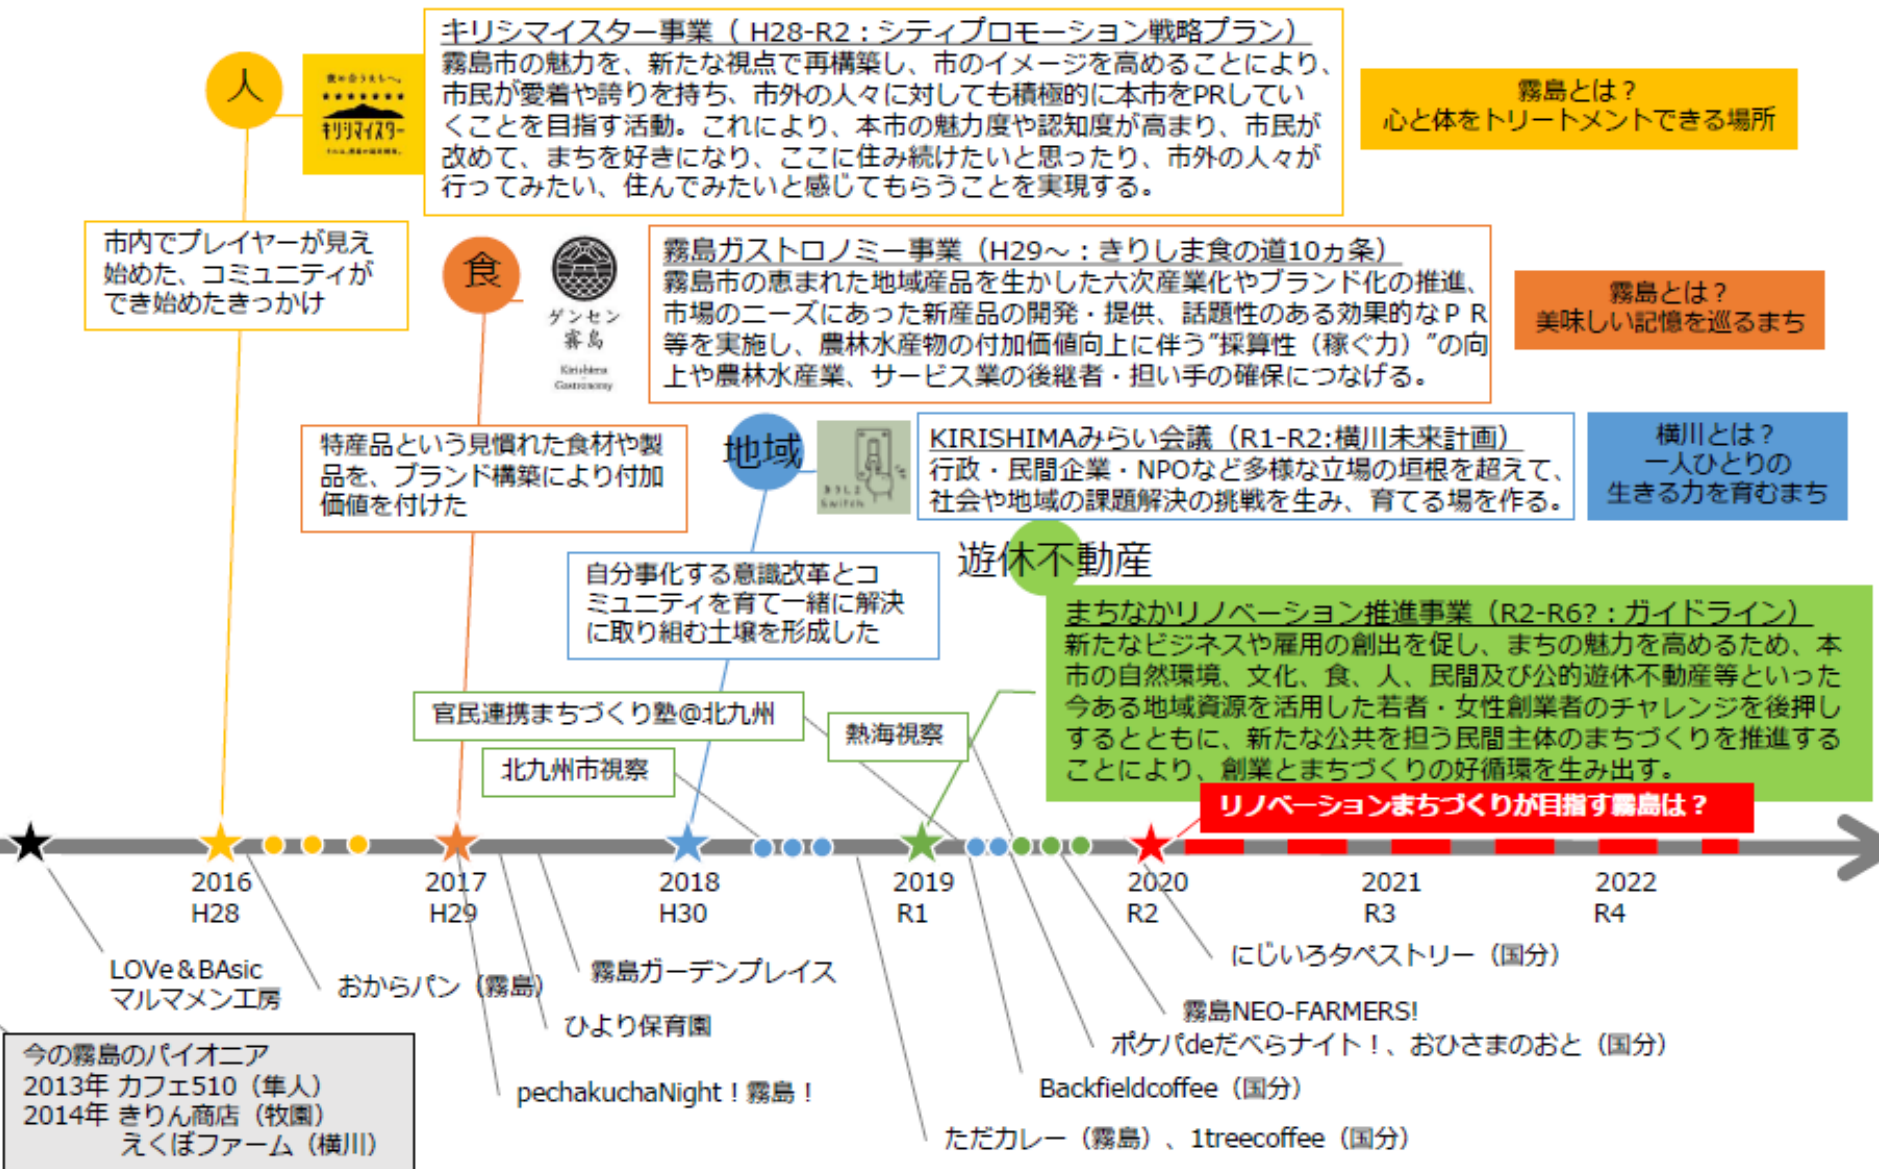 人
キリシマイスター
キリシマイスター事業（ H28-R2：シティプロモーション戦略プラン）
霧島市の魅力を、新たな視点で再構築し、市のイメージを高めることにより、
市民が愛着や誇りを持ち、市外の人々に対しても積極的に本市をPRしてい
くことを目指す活動。これにより、本市の魅力度や認知度が高まり、市民が
改めて、まちを好きになり、ここに住み続けたいと思ったり、市外の人々が
行ってみたい、住んでみたいと感じてもらうことを実現する。
霧島とは？
心と体をトリートメントできる場所
市内でプレイヤーが見え
始めた、コミュニティが
でき始めたきっかけ
食
ゲンセン
霧島
Kirishima
Gastronomy
霧島ガストロノミー事業（H29～：きりしま食の道10ヵ条）
霧島市の恵まれた地域産品を生かした六次産業化やブランド化の推進、
市場のニーズにあった新産品の開発・提供、話題性のある効果的なＰＲ
等を実施し、農林水産物の付加価値向上に伴う”採算性（稼ぐ力）”の向
上や農林水産業、サービス業の後継者・担い手の確保につなげる。
霧島とは？
美味しい記憶を巡るまち
特産品という見慣れた食材や製
品を、ブランド構築により付加
価値を付けた
地域
きりしま
Switch
KIRISHIMAみらい会議（R1-R2:横川未来計画）
行政・民間企業・NPOなど多様な立場の垣根を超えて、
社会や地域の課題解決の挑戦を生み、育てる場を作る。
横川とは？
一人ひとりの
生きる力を育むまち
自分事化する意識改革とコ
ミュニティを育て一緒に解決
に取り組む土壌を形成した
遊休不動産
まちなかリノベーション推進事業（R2-R6?：ガイドライン）
新たなビジネスや雇用の創出を促し、まちの魅力を高めるため、本
市の自然環境、文化、食、人、民間及び公的遊休不動産等といった
今ある地域資源を活用した若者・女性創業者のチャレンジを後押し
するとともに、新たな公共を担う民間主体のまちづくりを推進する
ことにより、創業とまちづくりの好循環を生み出す。
官民連携まちづくり塾@北九州
熱海視察
北九州市視察
リノベーションまちづくりが目指す霧島は？
2016
H28
2017
H29
2018
H30
2019
R1
2020
R2
2021
R3
2022
R4
LOVe＆BAsic
マルマメン工房
おからパン（霧島）
霧島ガーデンプレイス
ひより保育園
pechakuchaNight！霧島！
にじいろタペストリー（国分）
霧島NEO-FARMERS!
ポケパdeだべらナイト！、おひさまのおと（国分）
Backfieldcoffee（国分）
ただカレー（霧島）、1treecoffee（国分）
今の霧島のパイオニア
2013年 カフェ510（隼人）
2014年 きりん商店（牧園）
えくぼファーム（横川）